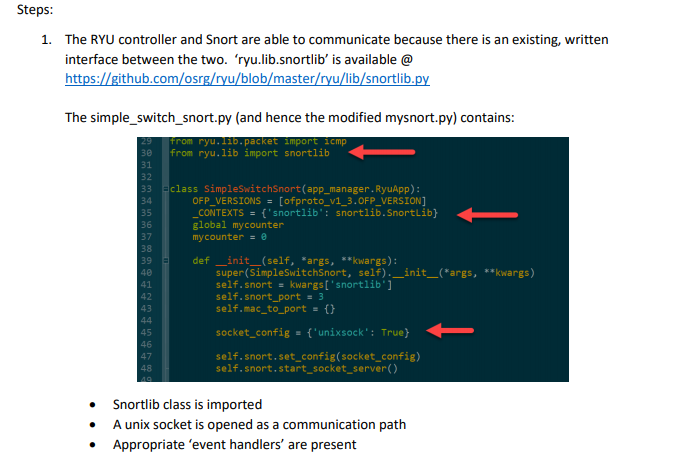 Steps:
1. The RYU controller and Snort are able to communicate because there is an existing, written
interface between the two. ‘ryu.lib.snortlib’ is available @
https://github.com/osrg/ryu/blob/master/ryu/lib/snortlib.py
The simple_switch_snort.py (and hence the modified mysnort.py) contains:
29 from ryu.lib.packet import icmp
30 from ryu.lib import snortlib
31
32
33 class SimpleSwitchSnort(app_manager.RyuApp):
34 OFP_VERSIONS = [ofproto_v1_3.OFP_VERSION]
35 _CONTEXTS = {'snortlib': snortlib.SnortLib}
36 global mycounter
37 mycounter = 0
38
39 def __init__(self, *args, **kwargs):
40 super(SimpleSwitchSnort, self).__init__(*args, **kwargs)
41 self.snort = kwargs['snortlib']
42 self.snort_port = 3
43 self.mac_to_port = {}
44
45 socket_config = {'unixsock': True}
46
47 self.snort.set_config(socket_config)
48 self.snort.start_socket_server()
49
• Snortlib class is imported
• A unix socket is opened as a communication path
• Appropriate ‘event handlers’ are present